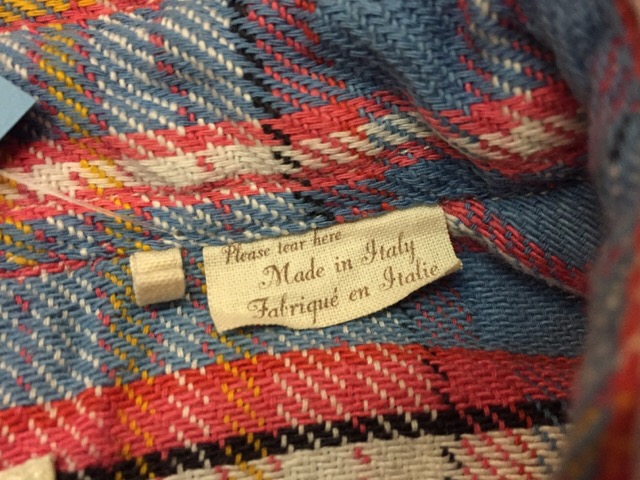 Please tear here
Made in Italy
Fabriqué en Italie